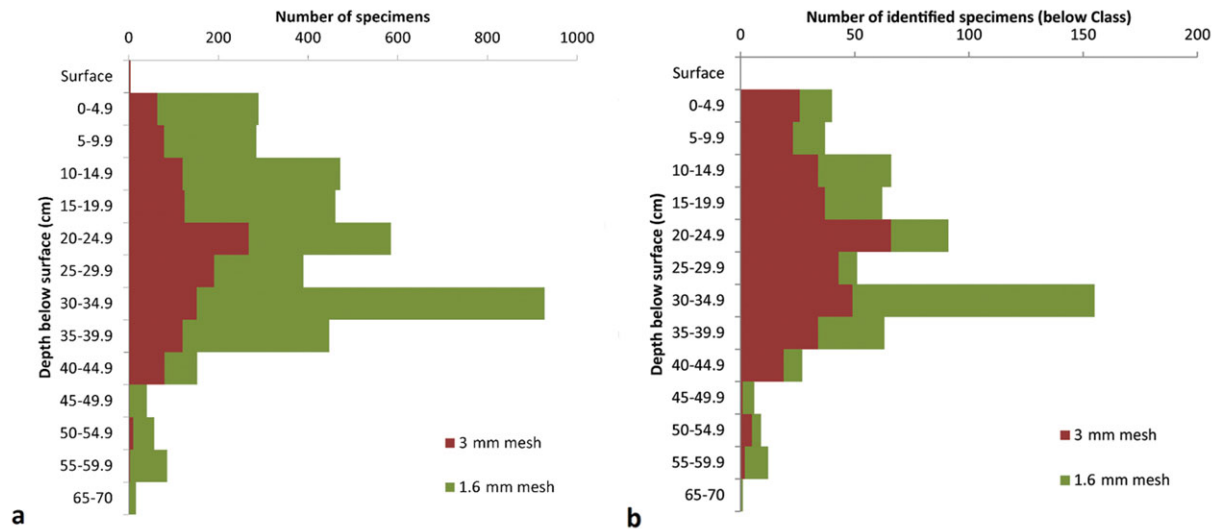 Number of specimens
0 200 400 600 800 1000
Depth below surface (cm)
Surface
0-4.9
5-9.9
10-14.9
15-19.9
20-24.9
25-29.9
30-34.9
35-39.9
40-44.9
45-49.9
50-54.9
55-59.9
65-70
3 mm mesh
1.6 mm mesh
a
Number of identified specimens (below Class)
0 50 100 150 200
Depth below surface (cm)
Surface
0-4.9
5-9.9
10-14.9
15-19.9
20-24.9
25-29.9
30-34.9
35-39.9
40-44.9
45-49.9
50-54.9
55-59.9
65-70
3 mm mesh
1.6 mm mesh
b